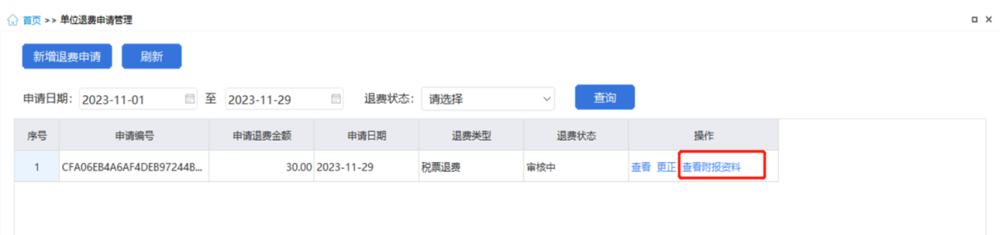 首页 >> 单位退费申请管理
新增退费申请 刷新
申请日期: 2023-11-01 至 2023-11-29 退费状态: 请选择 查询
序号 申请编号 申请退费金额 申请日期 退费类型 退费状态 操作
1 CFA06EB4A6AF4DEB97244B... 30.00 2023-11-29 税票退费 审核中 查看 更正 查看附报资料